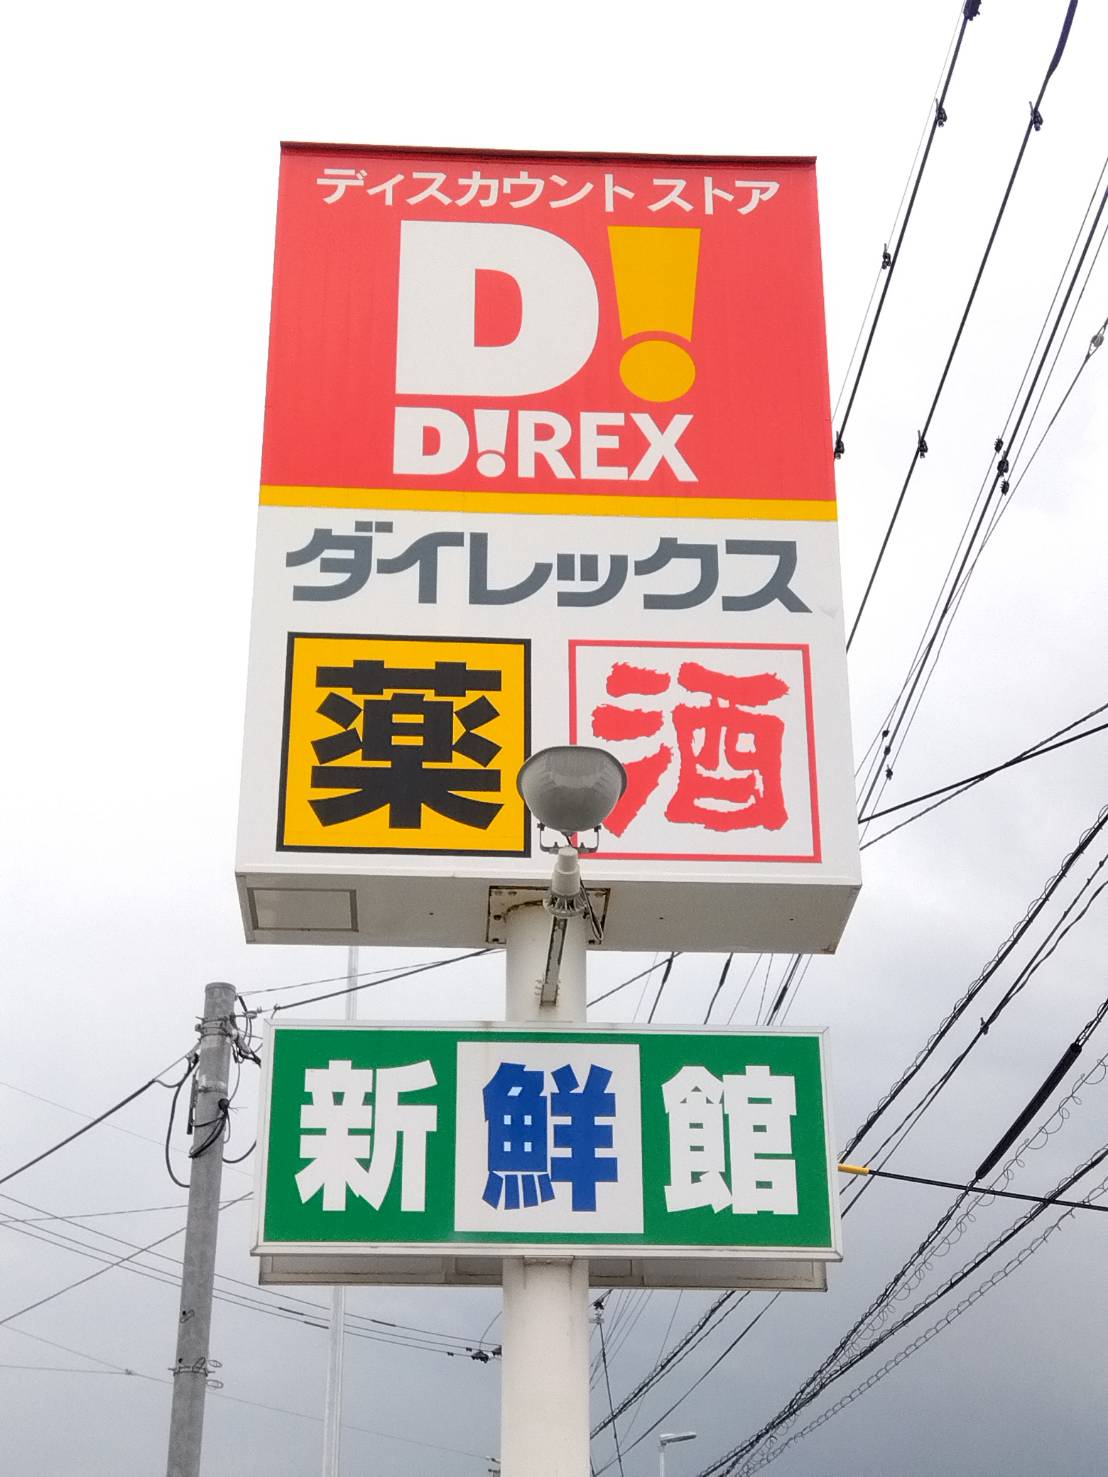 ディスカウント ストア
D!
D!REX
ダイレックス
薬 酒
新鮮館